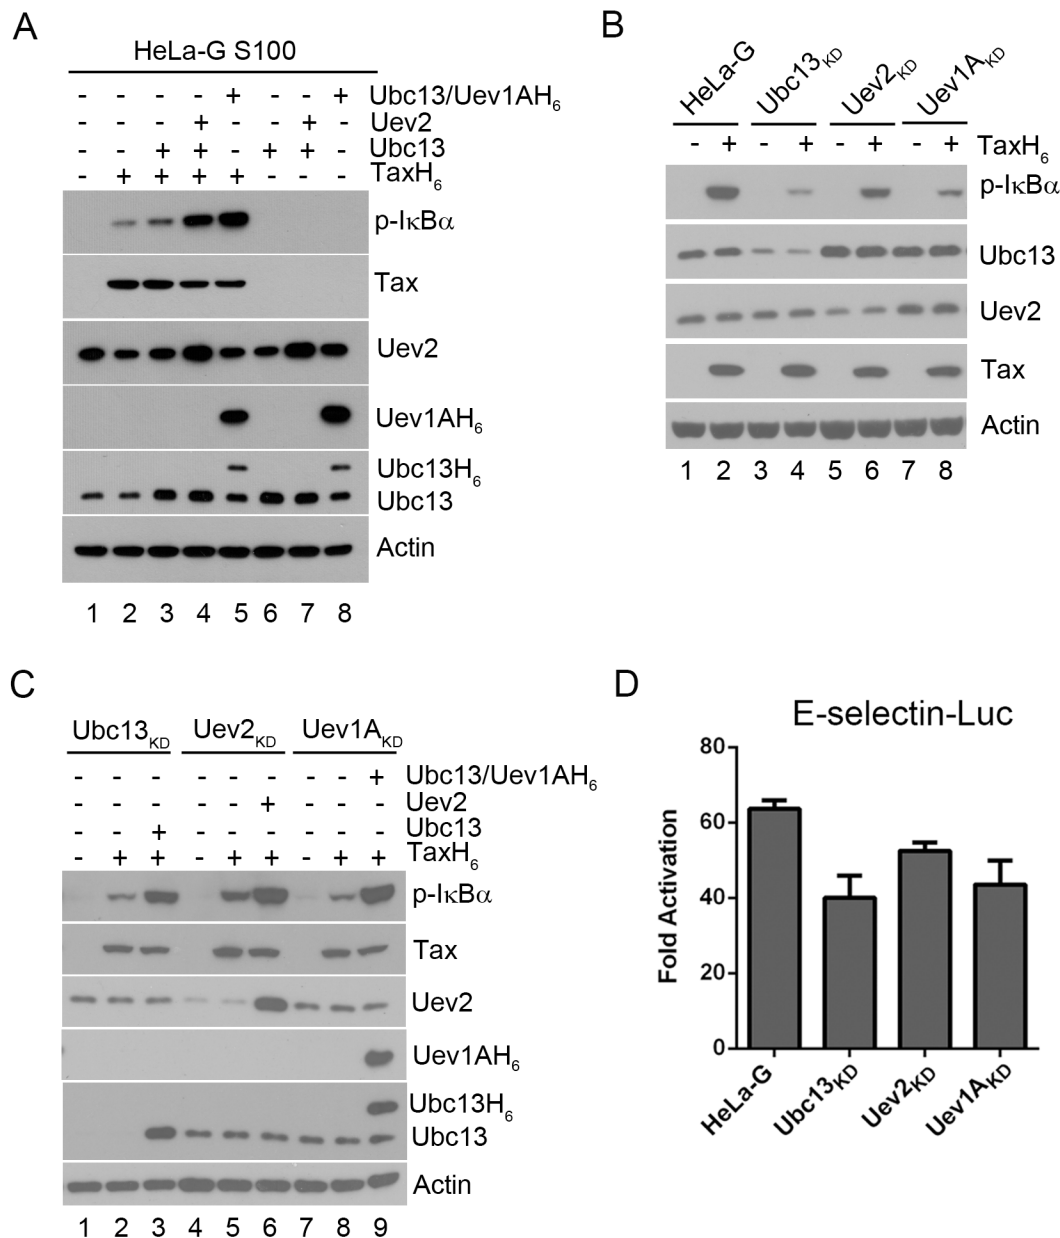 A
HeLa-G S100
- - - - + - - + Ubc13/Uev1AH6
- - - + - - + - Uev2
- - + + - + + - Ubc13
- + + + + - - - TaxH6
p-IκBα
Tax
Uev2
Uev1AH6
Ubc13H6
Ubc13
Actin
1 2 3 4 5 6 7 8
B
HeLa-G Ubc13KD Uev2KD Uev1AKD
- + - + - + - + TaxH6
p-IκBα
Ubc13
Uev2
Tax
Actin
1 2 3 4 5 6 7 8
C
Ubc13KD Uev2KD Uev1AKD
- - - - - - - - + Ubc13/Uev1AH6
- - - - - + - - - Uev2
- - + - - - - - - Ubc13
- + + - + + - + + TaxH6
p-IκBα
Tax
Uev2
Uev1AH6
Ubc13H6
Ubc13
Actin
1 2 3 4 5 6 7 8 9
D
E-selectin-Luc
Fold Activation
80
60
40
20
0
HeLa-G Ubc13KD Uev2KD Uev1AKD